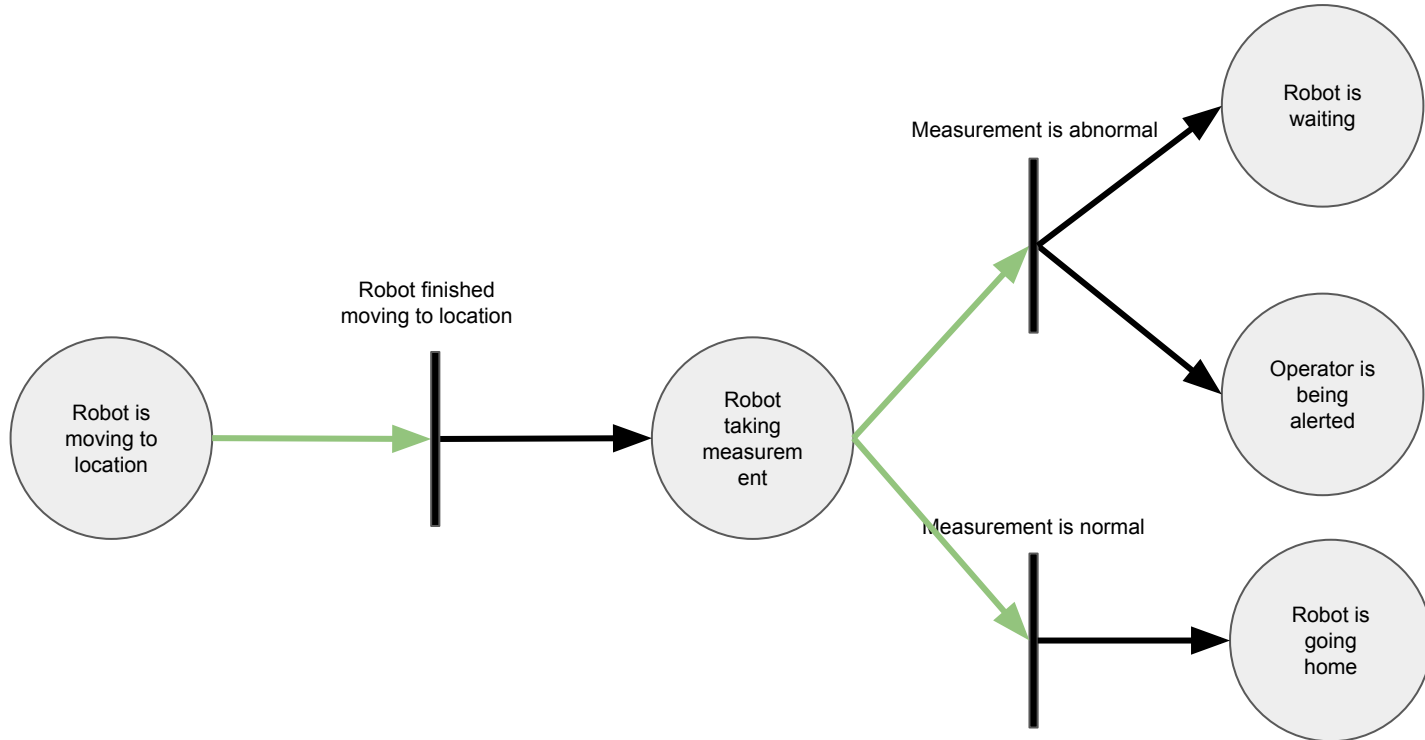 Robot is
waiting
Measurement is abnormal
Robot finished
moving to location
Operator is
being
alerted
Robot is
moving to
location
Robot
taking
measurem
ent
Measurement is normal
Robot is
going
home